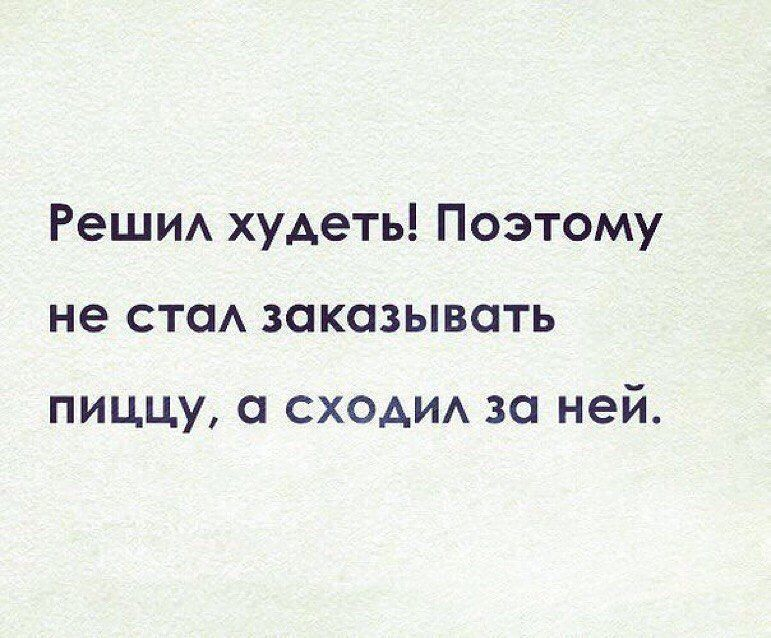 Решил худеть! Поэтому
не стал заказывать
пиццу, а сходил за ней.